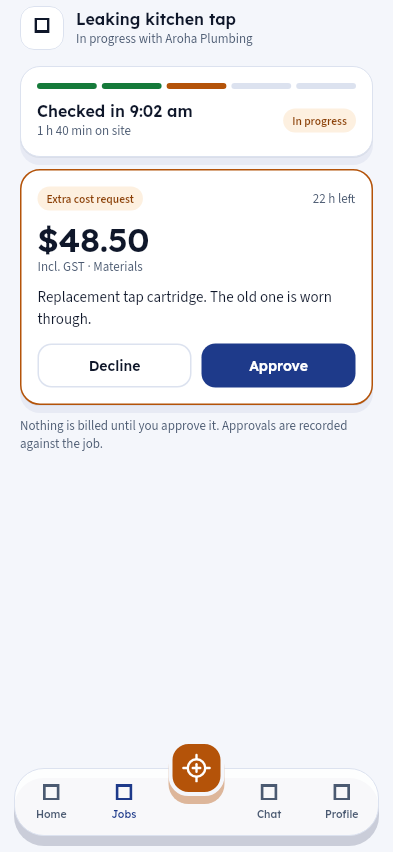 Leaking kitchen tap
In progress with Aroha Plumbing
Checked in 9:02 am
1 h 40 min on site
In progress
Extra cost request
22 h left
$48.50
Incl. GST · Materials
Replacement tap cartridge. The old one is worn
through.
Decline
Approve
Nothing is billed until you approve it. Approvals are recorded
against the job.
Home
Jobs
Chat
Profile